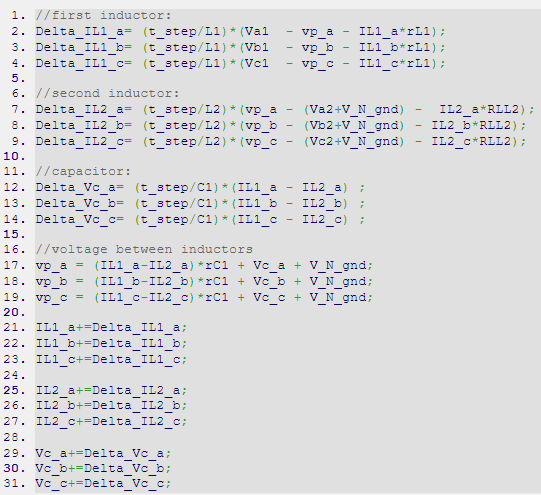 1. //first inductor:
2. Delta_IL1_a= (t_step/L1)*(Va1  - vp_a - IL1_a*rL1);
3. Delta_IL1_b= (t_step/L1)*(Vb1  - vp_b - IL1_b*rL1);
4. Delta_IL1_c= (t_step/L1)*(Vc1  - vp_c - IL1_c*rL1);
5.
6. //second inductor:
7. Delta_IL2_a= (t_step/L2)*(vp_a - (Va2+V_N_gnd) -  IL2_a*RLL2);
8. Delta_IL2_b= (t_step/L2)*(vp_b - (Vb2+V_N_gnd) - IL2_b*RLL2);
9. Delta_IL2_c= (t_step/L2)*(vp_c - (Vc2+V_N_gnd) - IL2_c*RLL2);
10.
11. //capacitor:
12. Delta_Vc_a= (t_step/C1)*(IL1_a - IL2_a) ;
13. Delta_Vc_b= (t_step/C1)*(IL1_b - IL2_b) ;
14. Delta_Vc_c= (t_step/C1)*(IL1_c - IL2_c) ;
15.
16. //voltage between inductors
17. vp_a = (IL1_a-IL2_a)*rC1 + Vc_a + V_N_gnd;
18. vp_b = (IL1_b-IL2_b)*rC1 + Vc_b + V_N_gnd;
19. vp_c = (IL1_c-IL2_c)*rC1 + Vc_c + V_N_gnd;
20.
21. IL1_a+=Delta_IL1_a;
22. IL1_b+=Delta_IL1_b;
23. IL1_c+=Delta_IL1_c;
24.
25. IL2_a+=Delta_IL2_a;
26. IL2_b+=Delta_IL2_b;
27. IL2_c+=Delta_IL2_c;
28.
29. Vc_a+=Delta_Vc_a;
30. Vc_b+=Delta_Vc_b;
31. Vc_c+=Delta_Vc_c;